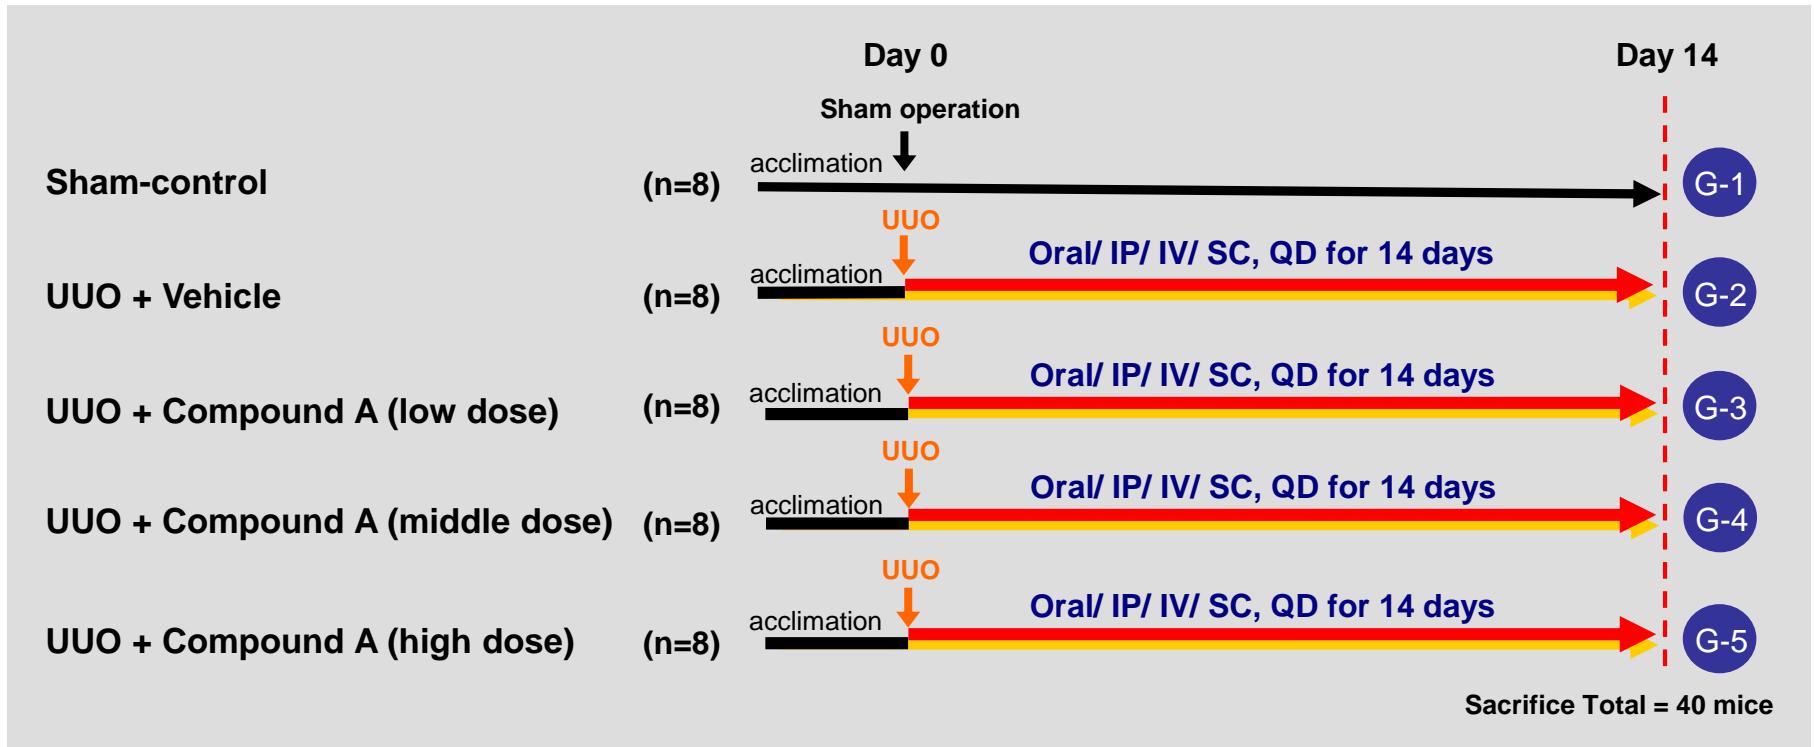 Day 0
Day 14
Sham operation
acclimation
Sham-control
(n=8)
G-1
UUO
Oral/ IP/ IV/ SC, QD for 14 days
acclimation
UUO + Vehicle
(n=8)
G-2
UUO
Oral/ IP/ IV/ SC, QD for 14 days
acclimation
UUO + Compound A (low dose)
(n=8)
G-3
UUO
Oral/ IP/ IV/ SC, QD for 14 days
acclimation
UUO + Compound A (middle dose)
(n=8)
G-4
UUO
Oral/ IP/ IV/ SC, QD for 14 days
acclimation
UUO + Compound A (high dose)
(n=8)
G-5
Sacrifice Total = 40 mice